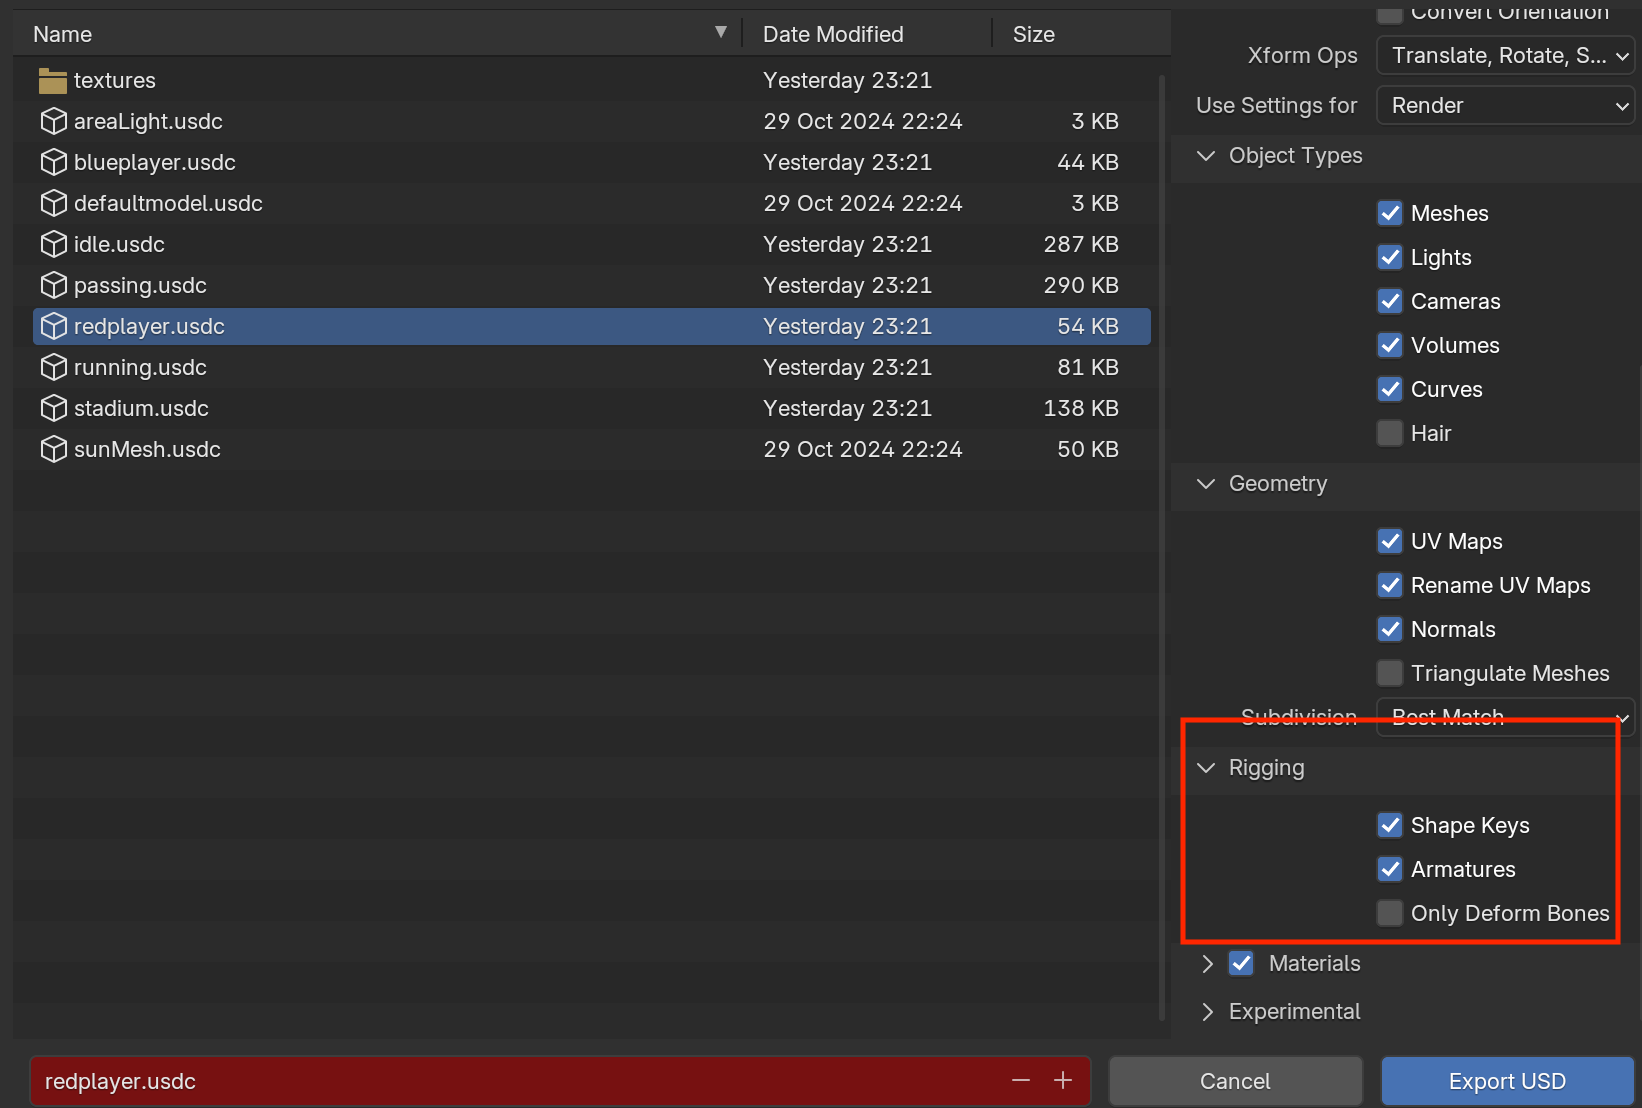 Name Date Modified Size
textures Yesterday 23:21
areaLight.usdc 29 Oct 2024 22:24 3 KB
blueplayer.usdc Yesterday 23:21 44 KB
defaultmodel.usdc 29 Oct 2024 22:24 3 KB
idle.usdc Yesterday 23:21 287 KB
passing.usdc Yesterday 23:21 290 KB
redplayer.usdc Yesterday 23:21 54 KB
running.usdc Yesterday 23:21 81 KB
stadium.usdc Yesterday 23:21 138 KB
sunMesh.usdc 29 Oct 2024 22:24 50 KB
Convert Orientation
Xform Ops Translate, Rotate, S...
Use Settings for Render
Object Types
Meshes
Lights
Cameras
Volumes
Curves
Hair
Geometry
UV Maps
Rename UV Maps
Normals
Triangulate Meshes
Subdivision Best Match
Rigging
Shape Keys
Armatures
Only Deform Bones
Materials
Experimental
redplayer.usdc
Cancel
Export USD